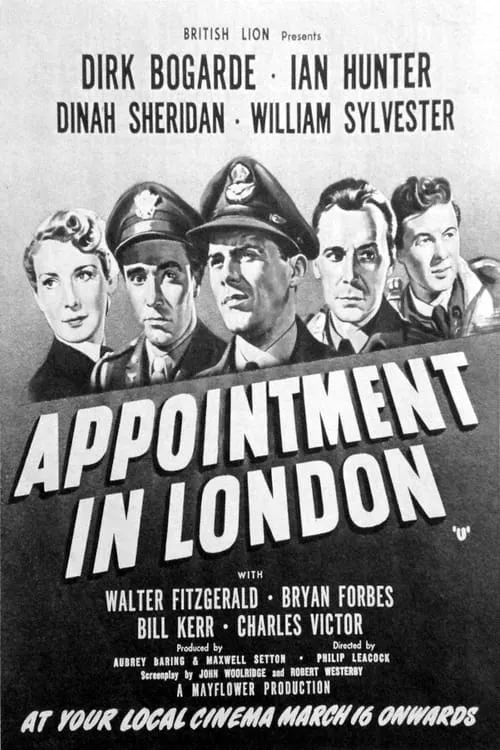 BRITISH LION Presents
DIRK BOGARDE · IAN HUNTER
DINAH SHERIDAN · WILLIAM SYLVESTER
APPOINTMENT
IN LONDON
'U'
WITH
WALTER FITZGERALD · BRYAN FORBES
BILL KERR · CHARLES VICTOR
Produced by Directed by
AUBREY BARING & MAXWELL SETTON · PHILIP LEACOCK
Screenplay by JOHN WOOLRIDGE and ROBERT WESTERBY
A MAYFLOWER PRODUCTION
AT YOUR LOCAL CINEMA MARCH 16 ONWARDS